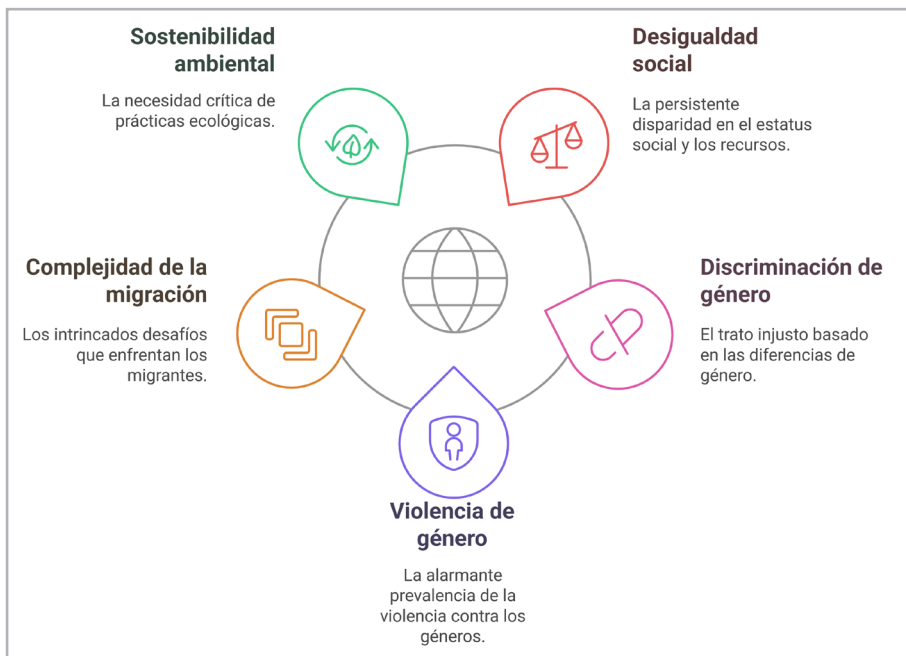 Sostenibilidad
ambiental
La necesidad crítica de
prácticas ecológicas.
Desigualdad
social
La persistente
disparidad en el estatus
social y los recursos.
Complejidad de la
migración
Los intrincados desafíos
que enfrentan los
migrantes.
Discriminación de
género
El trato injusto basado
en las diferencias de
género.
Violencia de
género
La alarmante
prevalencia de la
violencia contra los
géneros.